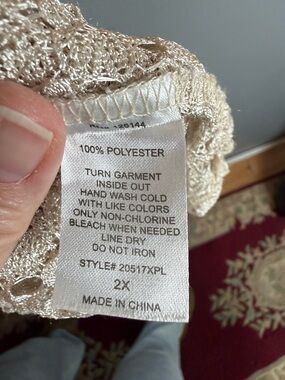 100% POLYESTER
TURN GARMENT
INSIDE OUT
HAND WASH COLD
WITH LIKE COLORS
ONLY NON-CHLORINE
BLEACH WHEN NEEDED
LINE DRY
DO NOT IRON
STYLE# 20517XPL
2X
MADE IN CHINA